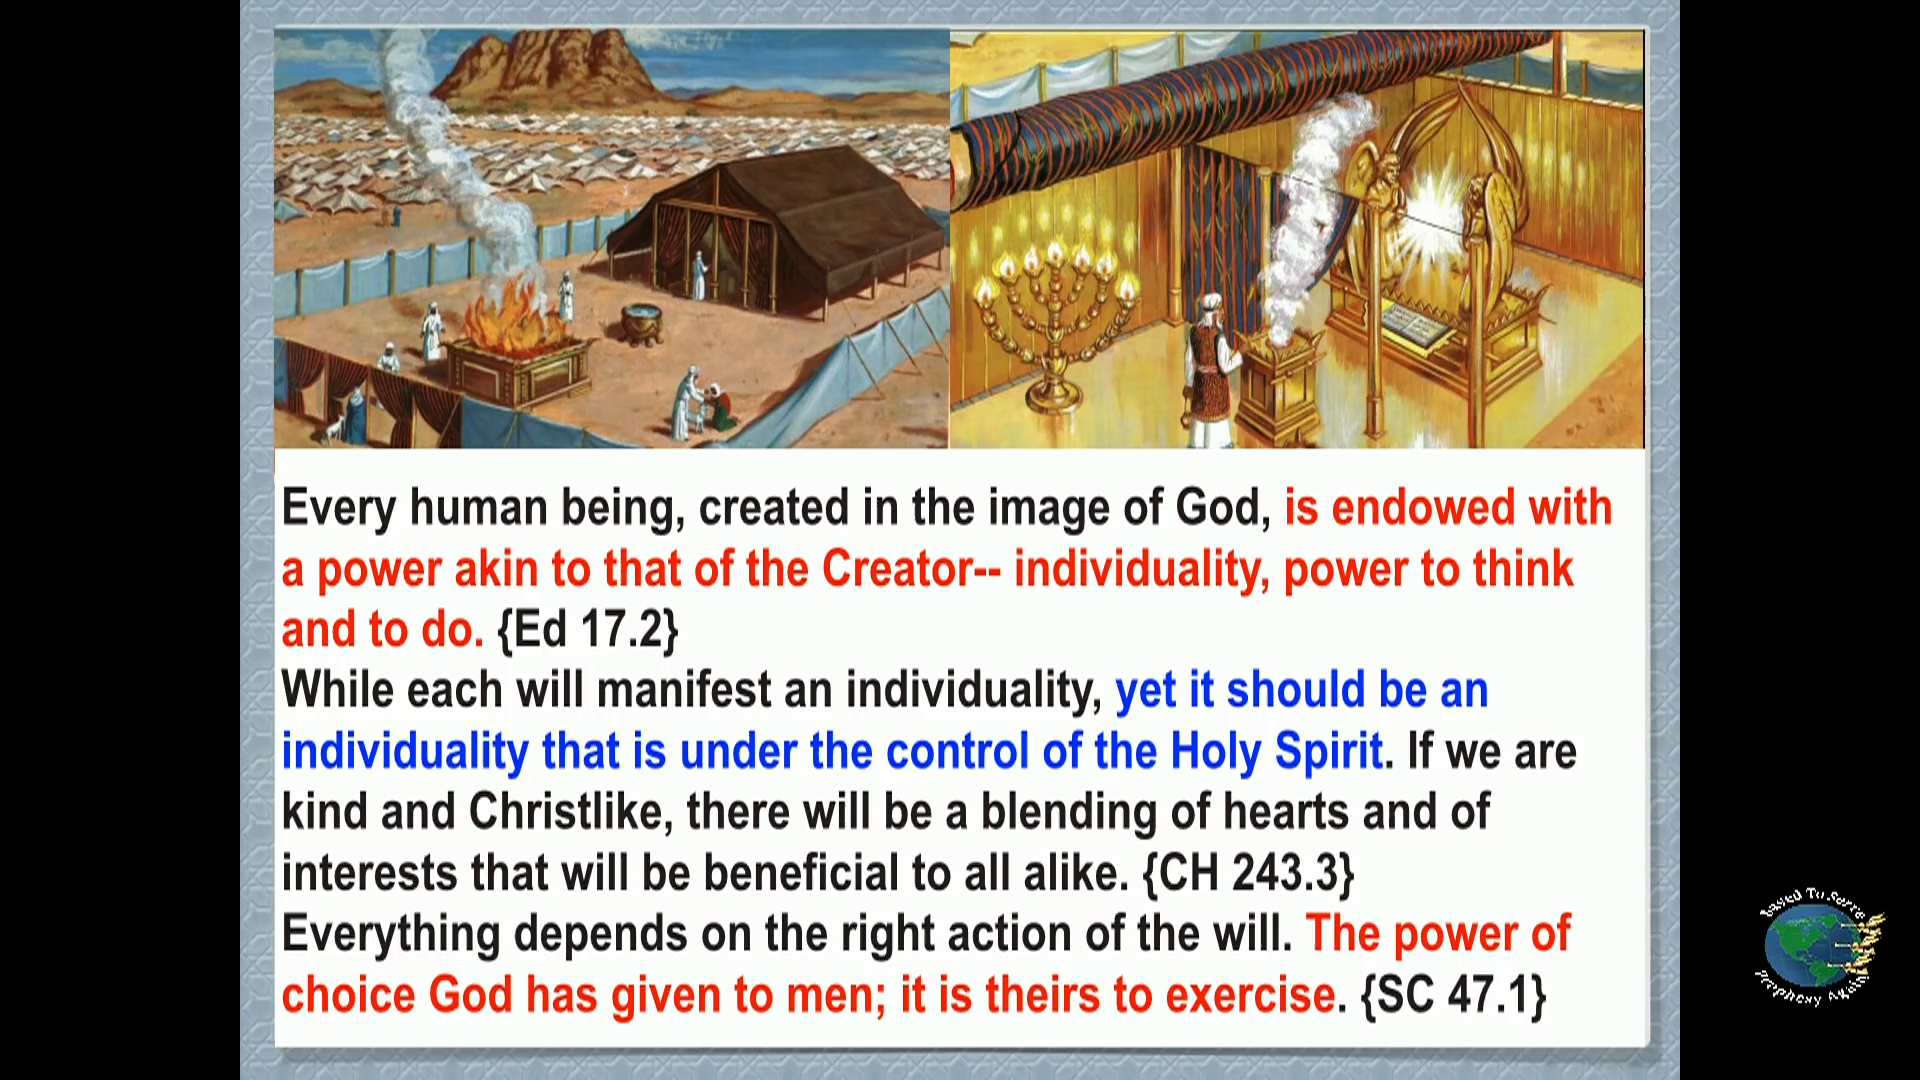 Every human being, created in the image of God, is endowed with
a power akin to that of the Creator-- individuality, power to think
and to do. {Ed 17.2}
While each will manifest an individuality, yet it should be an
individuality that is under the control of the Holy Spirit. If we are
kind and Christlike, there will be a blending of hearts and of
interests that will be beneficial to all alike. {CH 243.3}
Everything depends on the right action of the will. The power of
choice God has given to men; it is theirs to exercise. {SC 47.1}
To
Prophesy Again